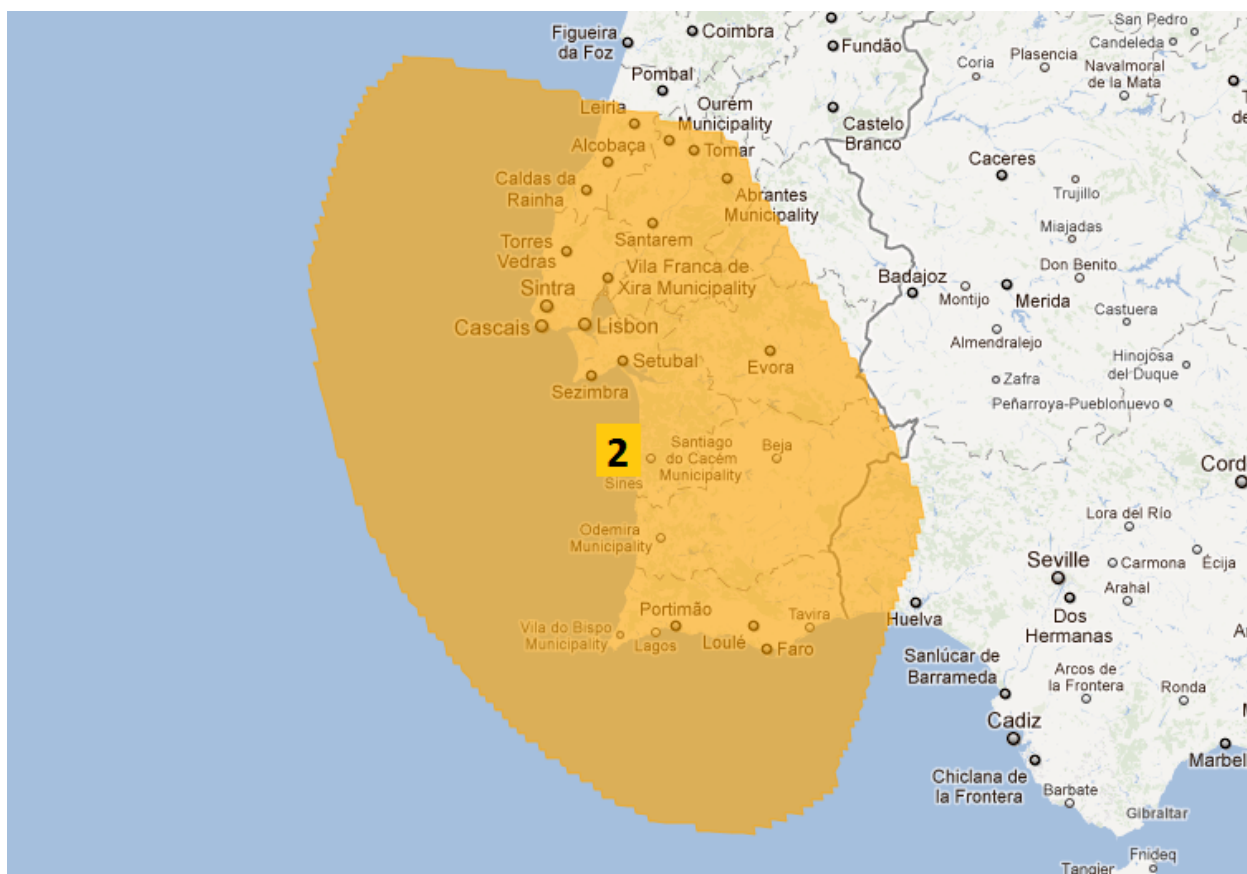 San Pedro
Figueira
da Foz
Coimbra
Fundão
Candeleda
Plasencia
Coria
Navalmoral
de la Mata
Pombal
Leiria
Ourém
Municipality
Castelo
Branco
Alcobaça
Tomar
Caceres
Caldas da
Rainha
Abrantes
Municipality
Trujillo
Santarem
Miajadas
Torres
Vedras
Vila Franca de
Xira Municipality
Badajoz
Don Benito
Sintra
Montijo
Merida
Cascais
Lisbon
Castuera
Almendralejo
Setubal
Evora
Hinojosa
del Duque
Sezimbra
Zafra
Peñarroya-Pueblonuevo
2
Santiago
do Cacém
Municipality
Beja
Cord
Sines
Lora del Río
Odemira
Municipality
Seville
Carmona
Écija
Arahal
Portimão
Tavira
Huelva
Dos
Hermanas
Vila do Bispo
Municipality
Lagos
Loulé
Faro
Sanlúcar de
Barrameda
Arcos de
la Frontera
Ronda
Cadiz
Marbel
Chiclana de
la Frontera
Barbate
Gibraltar
Fnideq
Tangier